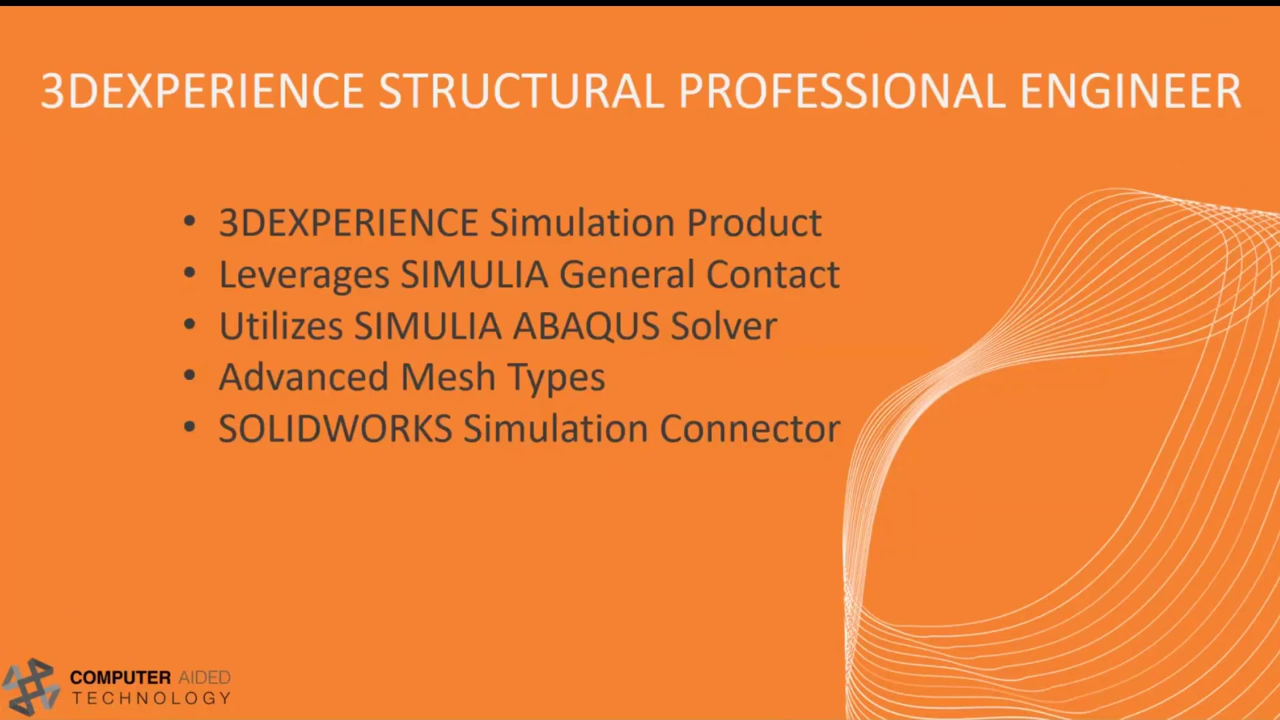 3DEXPERIENCE STRUCTURAL PROFESSIONAL ENGINEER
• 3DEXPERIENCE Simulation Product
• Leverages SIMULIA General Contact
• Utilizes SIMULIA ABAQUS Solver
• Advanced Mesh Types
• SOLIDWORKS Simulation Connector
COMPUTER AIDED
TECHNOLOGY